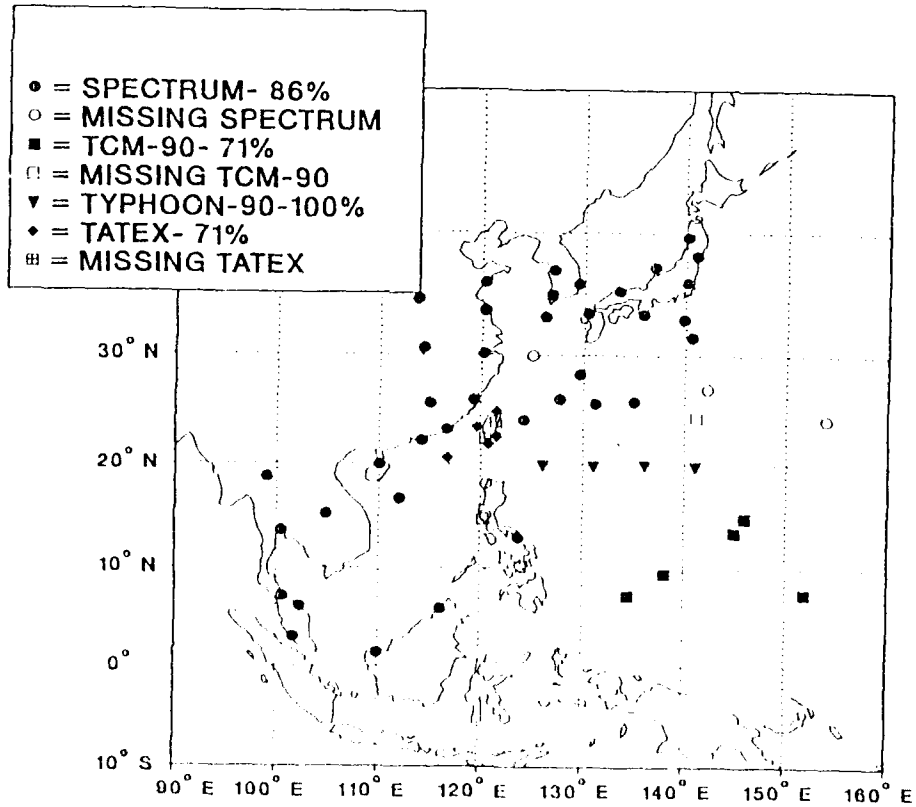 ● = SPECTRUM- 86%
○ = MISSING SPECTRUM
■ = TCM-90- 71%
□ = MISSING TCM-90
▼ = TYPHOON-90-100%
◆ = TATEX- 71%
⊞ = MISSING TATEX
30° N
20° N
10° N
0°
10° S
90° E 100° E 110° E 120° E 130° E 140° E 150° E 160° E